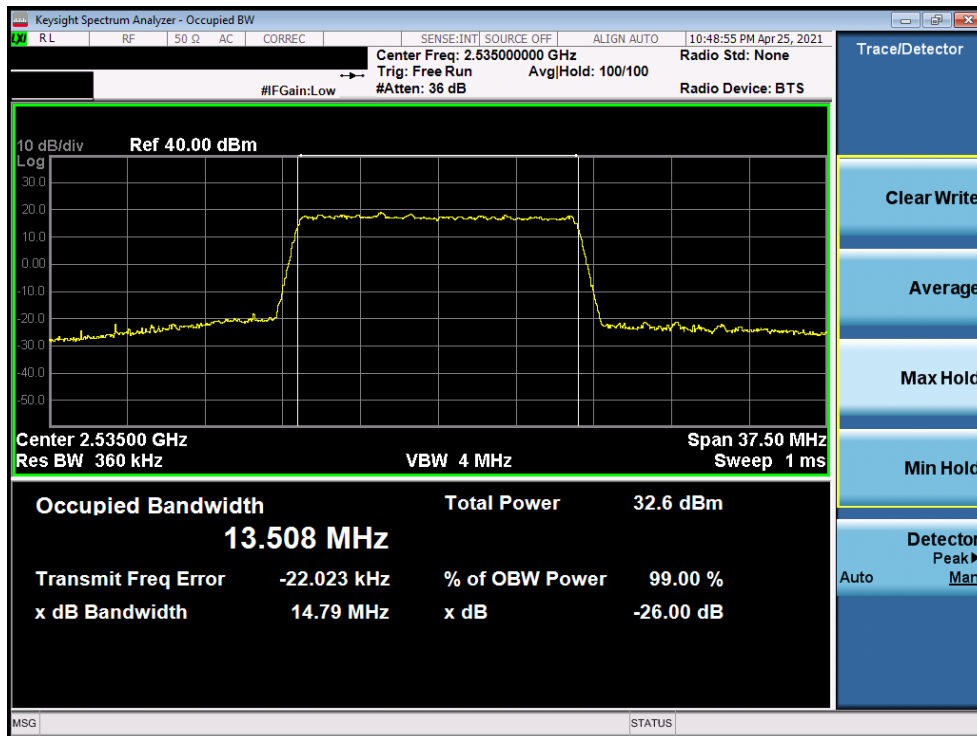 Keysight Spectrum Analyzer - Occupied BW
LXI RL RF 50 Ω AC CORREC SENSE:INT SOURCE OFF ALIGN AUTO 10:48:55 PM Apr 25, 2021
Center Freq: 2.535000000 GHz Radio Std: None
Trig: Free Run Avg|Hold: 100/100
#IFGain:Low #Atten: 36 dB Radio Device: BTS
10 dB/div Ref 40.00 dBm
Log
30.0
20.0
10.0
0.00
-10.0
-20.0
-30.0
-40.0
-50.0
Center 2.53500 GHz Span 37.50 MHz
Res BW 360 kHz VBW 4 MHz Sweep 1 ms
Occupied Bandwidth Total Power 32.6 dBm
13.508 MHz
Transmit Freq Error -22.023 kHz % of OBW Power 99.00 %
x dB Bandwidth 14.79 MHz x dB -26.00 dB
MSG STATUS
Trace/Detector
Clear Write
Average
Max Hold
Min Hold
Detector
Peak
Auto Man